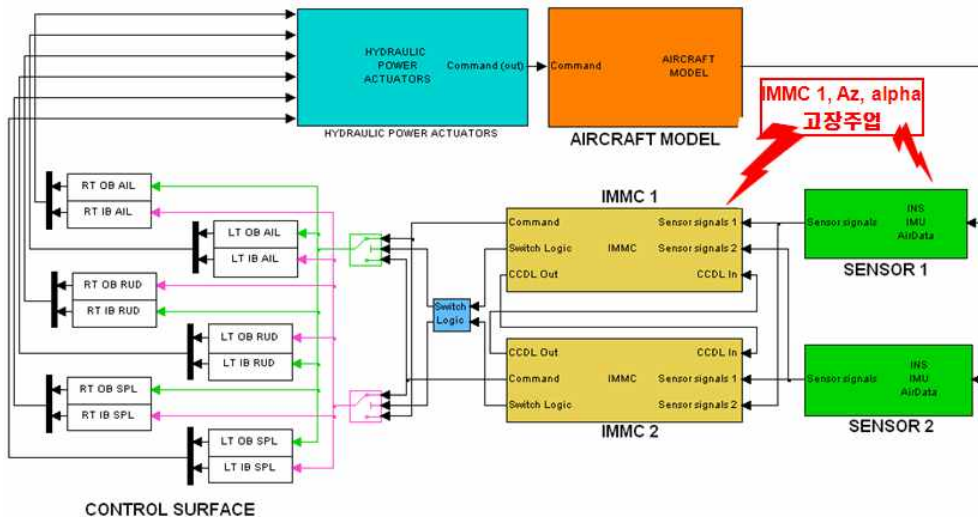 HYDRAULIC
POWER
ACTUATORS
Command (out)
HYDRAULIC POWER ACTUATORS
Command
AIRCRAFT
MODEL
AIRCRAFT MODEL
IMMC 1, Az, alpha
고장주업
RT OB AIL
RT IB AIL
LT OB AIL
LT IB AIL
RT OB RUD
RT IB RUD
LT OB RUD
LT IB RUD
RT OB SPL
RT IB SPL
LT OB SPL
LT IB SPL
CONTROL SURFACE
Switch
Logic
IMMC 1
Command
Sensor signals 1
Switch Logic
IMMC
Sensor signals 2
CCDL Out
CCDL In
CCDL Out
CCDL In
Command
IMMC
Sensor signals 1
Switch Logic
Sensor signals 2
IMMC 2
Sensor signals
INS
IMU
AirData
SENSOR 1
Sensor signals
INS
IMU
AirData
SENSOR 2